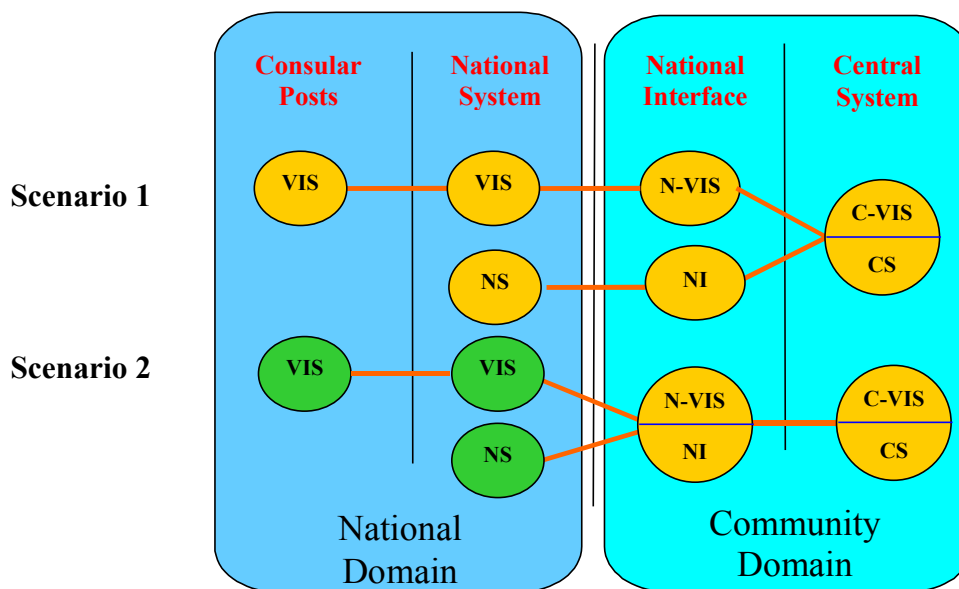 Consular
Posts
National
System
National
Interface
Central
System
Scenario 1
VIS
VIS
N-VIS
C-VIS
CS
NS
NI
Scenario 2
VIS
VIS
N-VIS
NI
C-VIS
CS
NS
National
Domain
Community
Domain